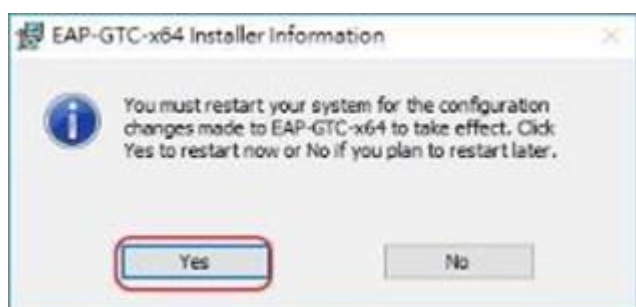 EAP-GTC-x64 Installer Information
You must restart your system for the configuration
changes made to EAP-GTC-x64 to take effect. Click
Yes to restart now or No if you plan to restart later.
Yes
No